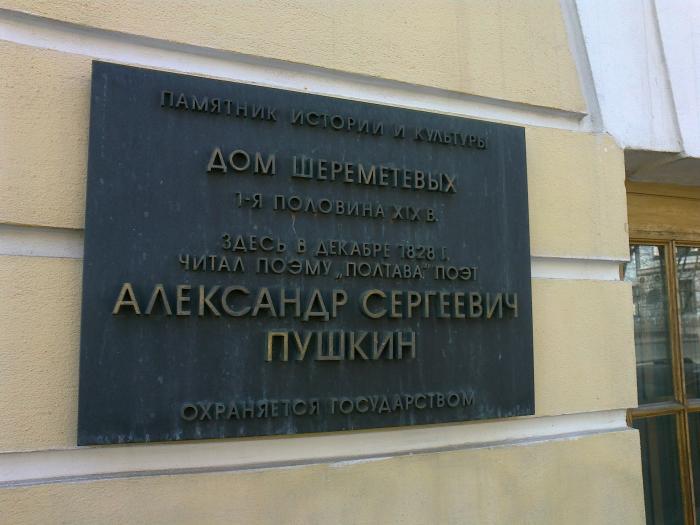 ПАМЯТНИК ИСТОРИИ И КУЛЬТУРЫ
ДОМ ШЕРЕМЕТЕВЫХ
1-Я ПОЛОВИНА XIX В.
ЗДЕСЬ В ДЕКАБРЕ 1828 Г.
ЧИТАЛ ПОЭМУ „ПОЛТАВА” ПОЭТ
АЛЕКСАНДР СЕРГЕЕВИЧ
ПУШКИН
ОХРАНЯЕТСЯ ГОСУДАРСТВОМ